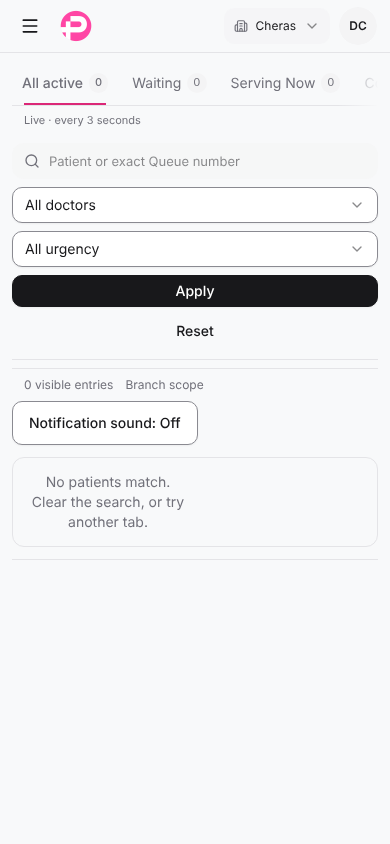 Cheras
DC
All active 0
Waiting 0
Serving Now 0
Live · every 3 seconds
Patient or exact Queue number
All doctors
All urgency
Apply
Reset
0 visible entries Branch scope
Notification sound: Off
No patients match.
Clear the search, or try
another tab.